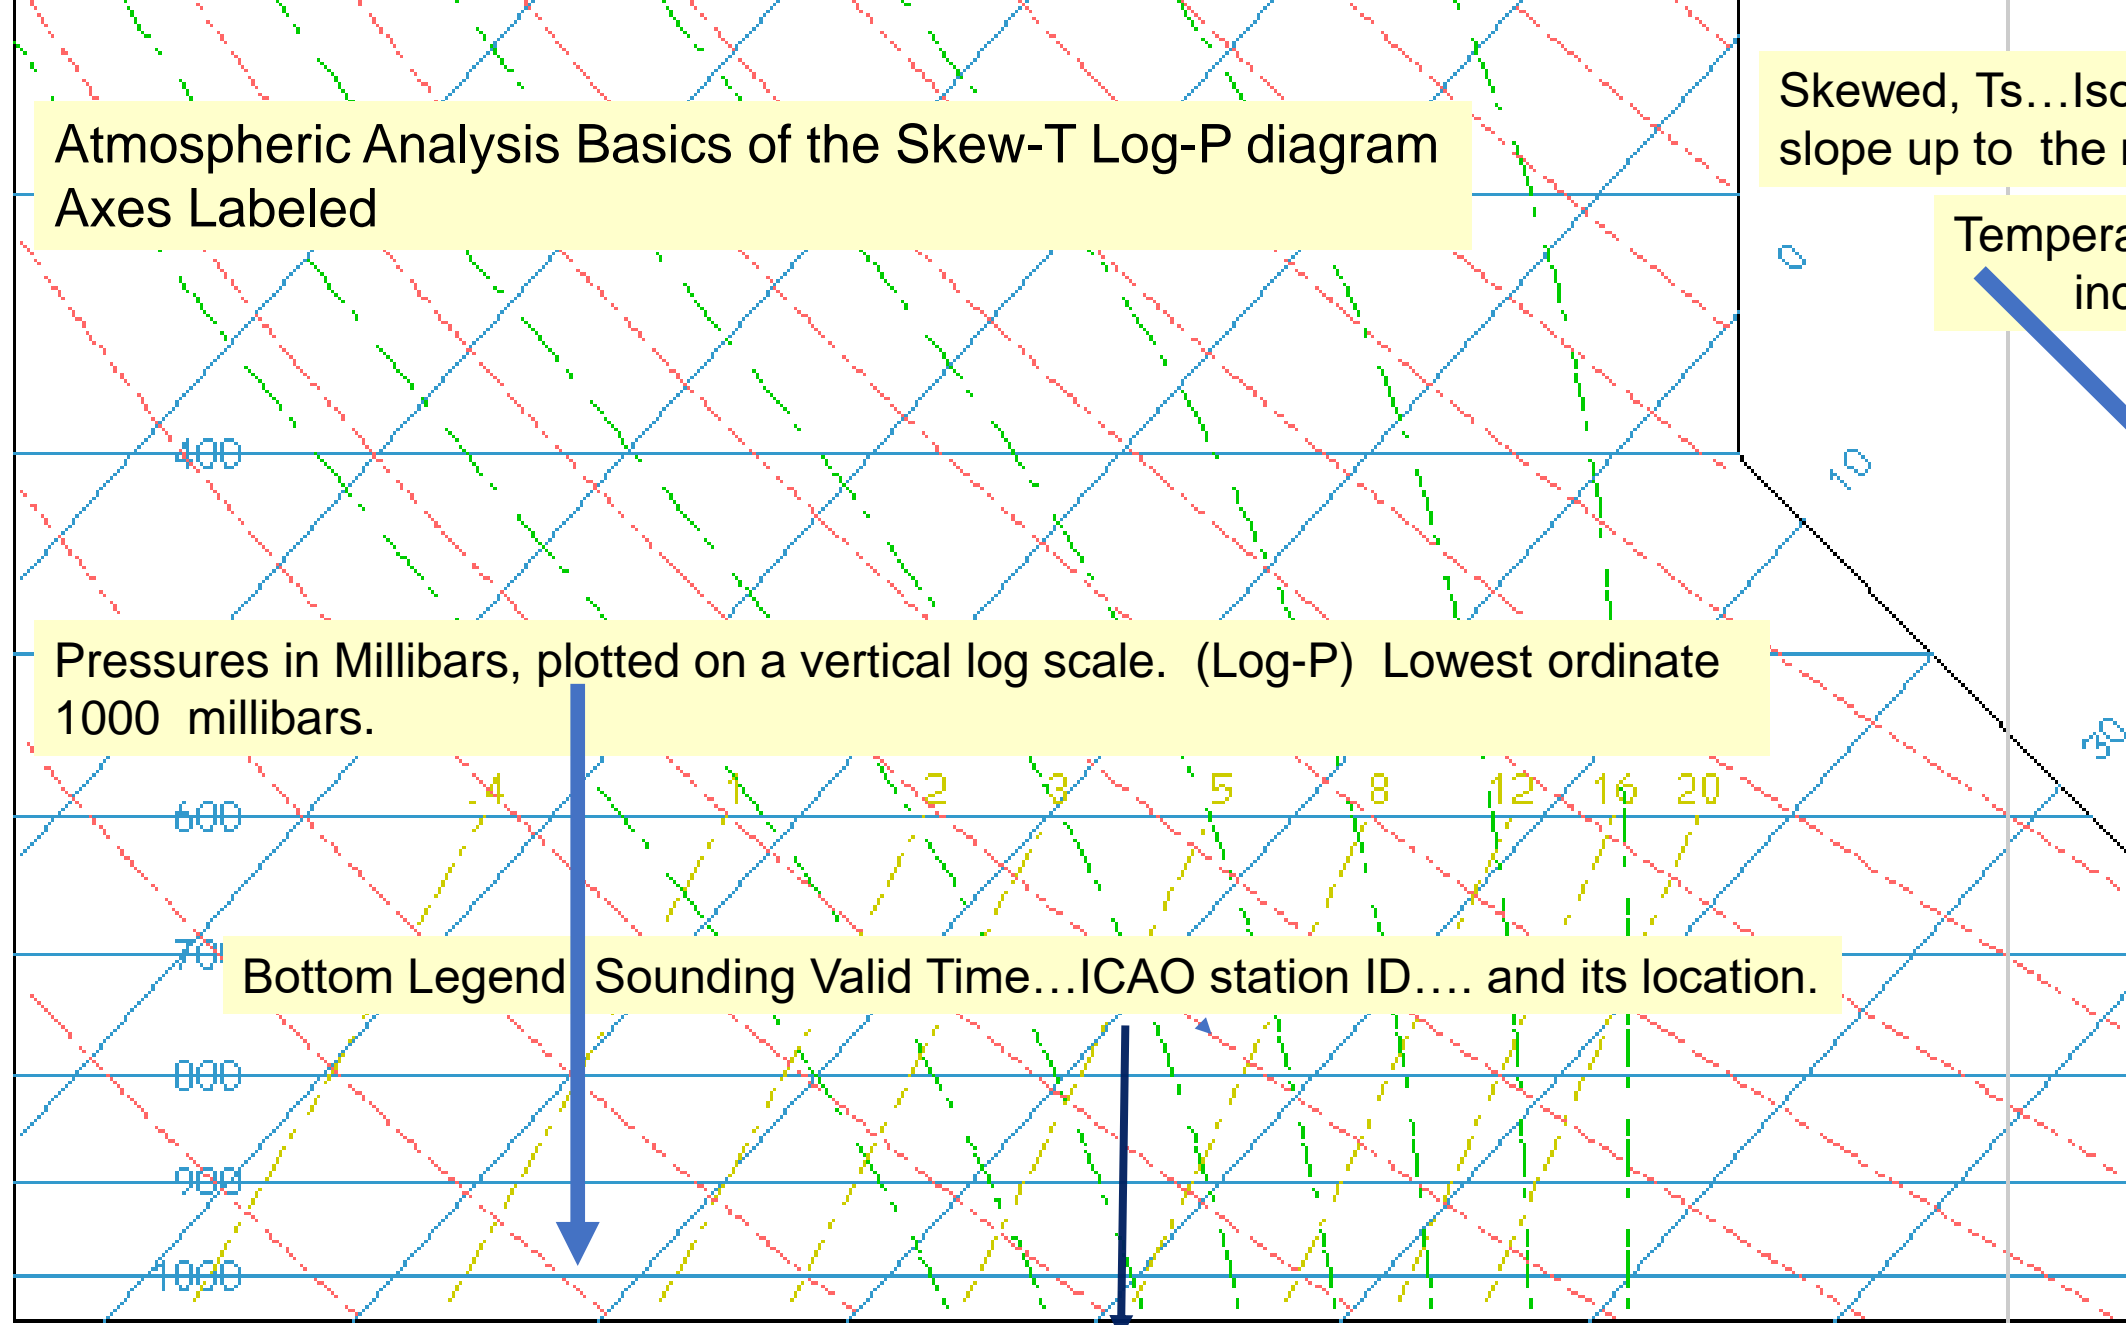 Skewed, Ts…Iso
slope up to the r
Atmospheric Analysis Basics of the Skew-T Log-P diagram
Axes Labeled
Tempera
inc
0
400
10
Pressures in Millibars, plotted on a vertical log scale. (Log-P) Lowest ordinate
1000 millibars.
.4 1 2 3 5 8 12 16 20
600
700
Bottom Legend Sounding Valid Time…ICAO station ID…. and its location.
800
900
1000